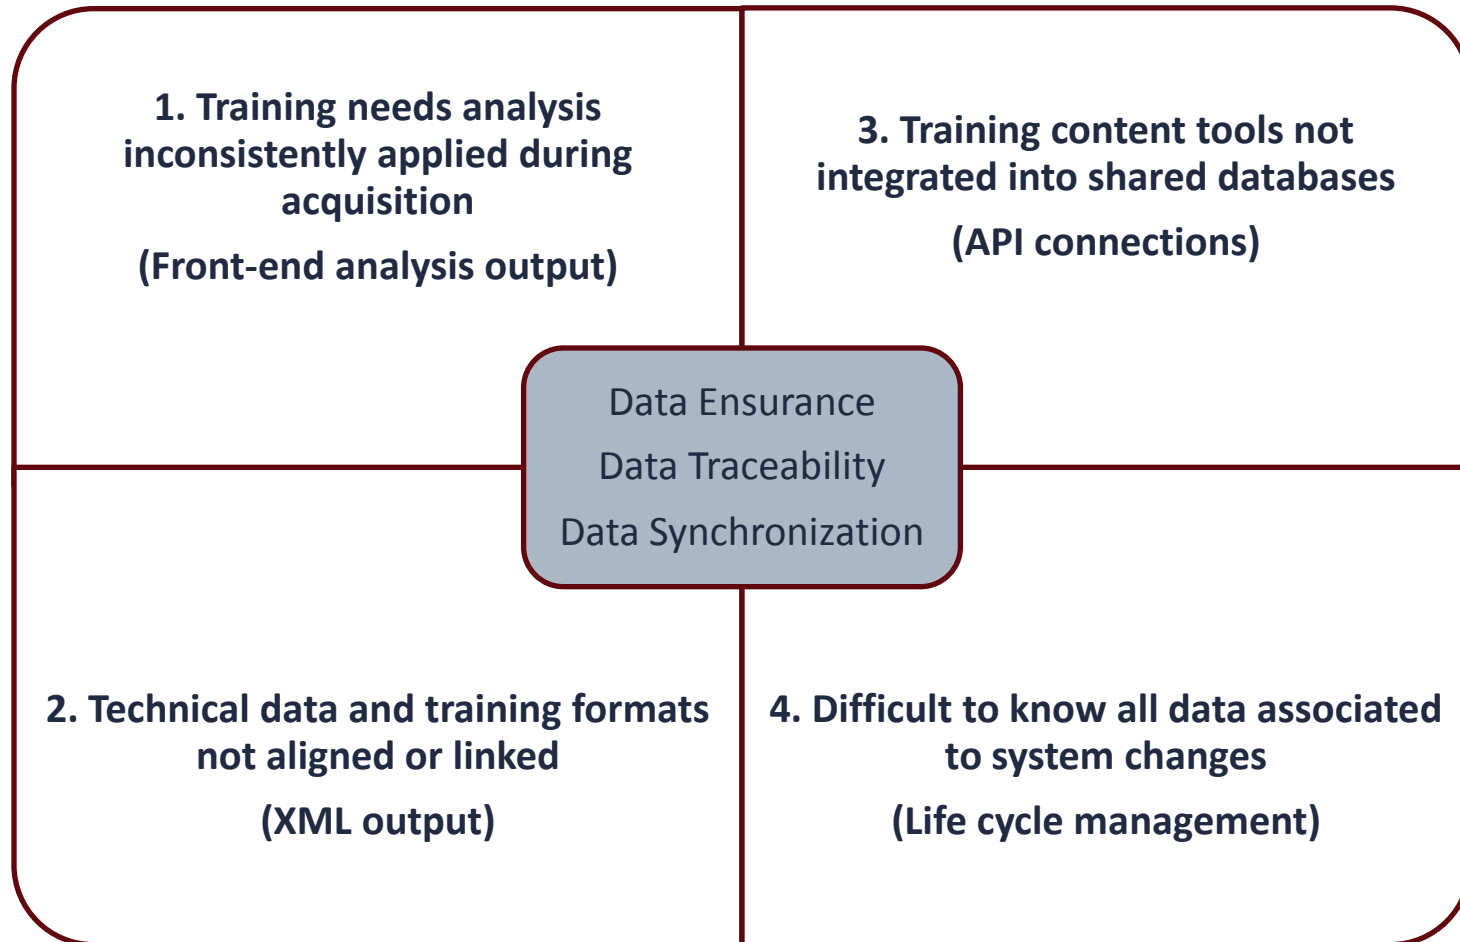 1. Training needs analysis
inconsistently applied during
acquisition
(Front-end analysis output)
3. Training content tools not
integrated into shared databases
(API connections)
Data Ensurance
Data Traceability
Data Synchronization
2. Technical data and training formats
not aligned or linked
(XML output)
4. Difficult to know all data associated
to system changes
(Life cycle management)